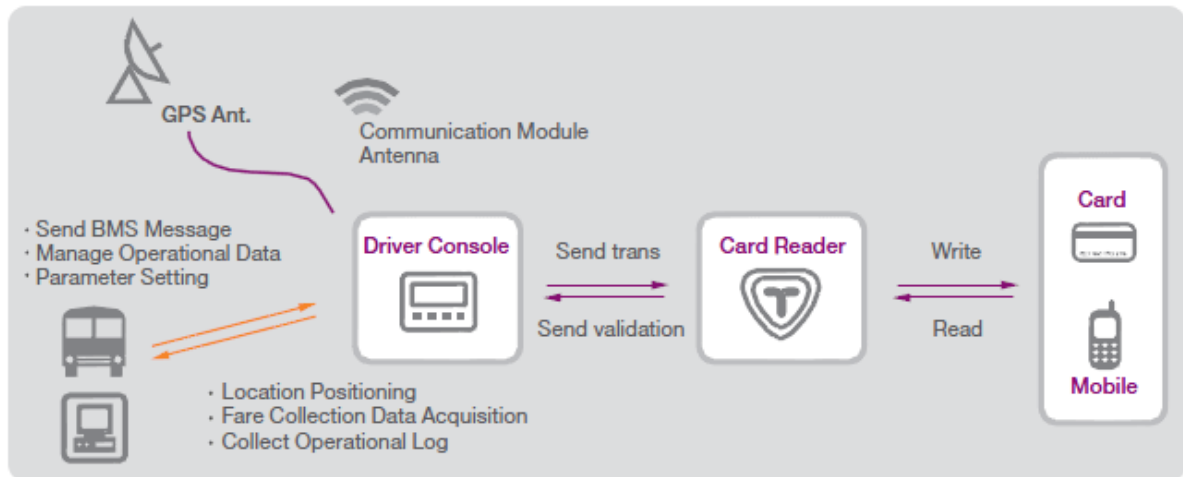 GPS Ant.
Communication Module
Antenna
· Send BMS Message
· Manage Operational Data
· Parameter Setting
Driver Console
Send trans
Send validation
Card Reader
T
Write
Read
Card
Mobile
· Location Positioning
· Fare Collection Data Acquisition
· Collect Operational Log